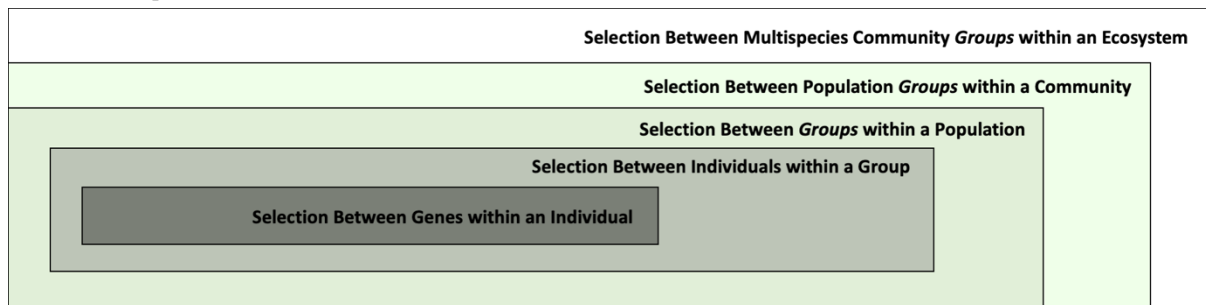 Selection Between Multispecies Community Groups within an Ecosystem
Selection Between Population Groups within a Community
Selection Between Groups within a Population
Selection Between Individuals within a Group
Selection Between Genes within an Individual